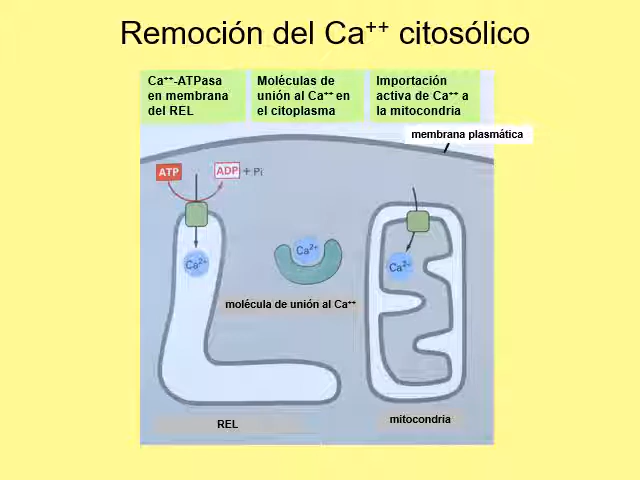 Remoción del Ca⁺⁺ citosólico
Ca⁺⁺-ATPasa
en membrana
del REL
Moléculas de
unión al Ca⁺⁺ en
el citoplasma
Importación
activa de Ca⁺⁺ a
la mitocondria
membrana plasmática
ATP
ADP + Pi
Ca²⁺
Ca²⁺
Ca²⁺
molécula de unión al Ca⁺⁺
REL
mitocondria